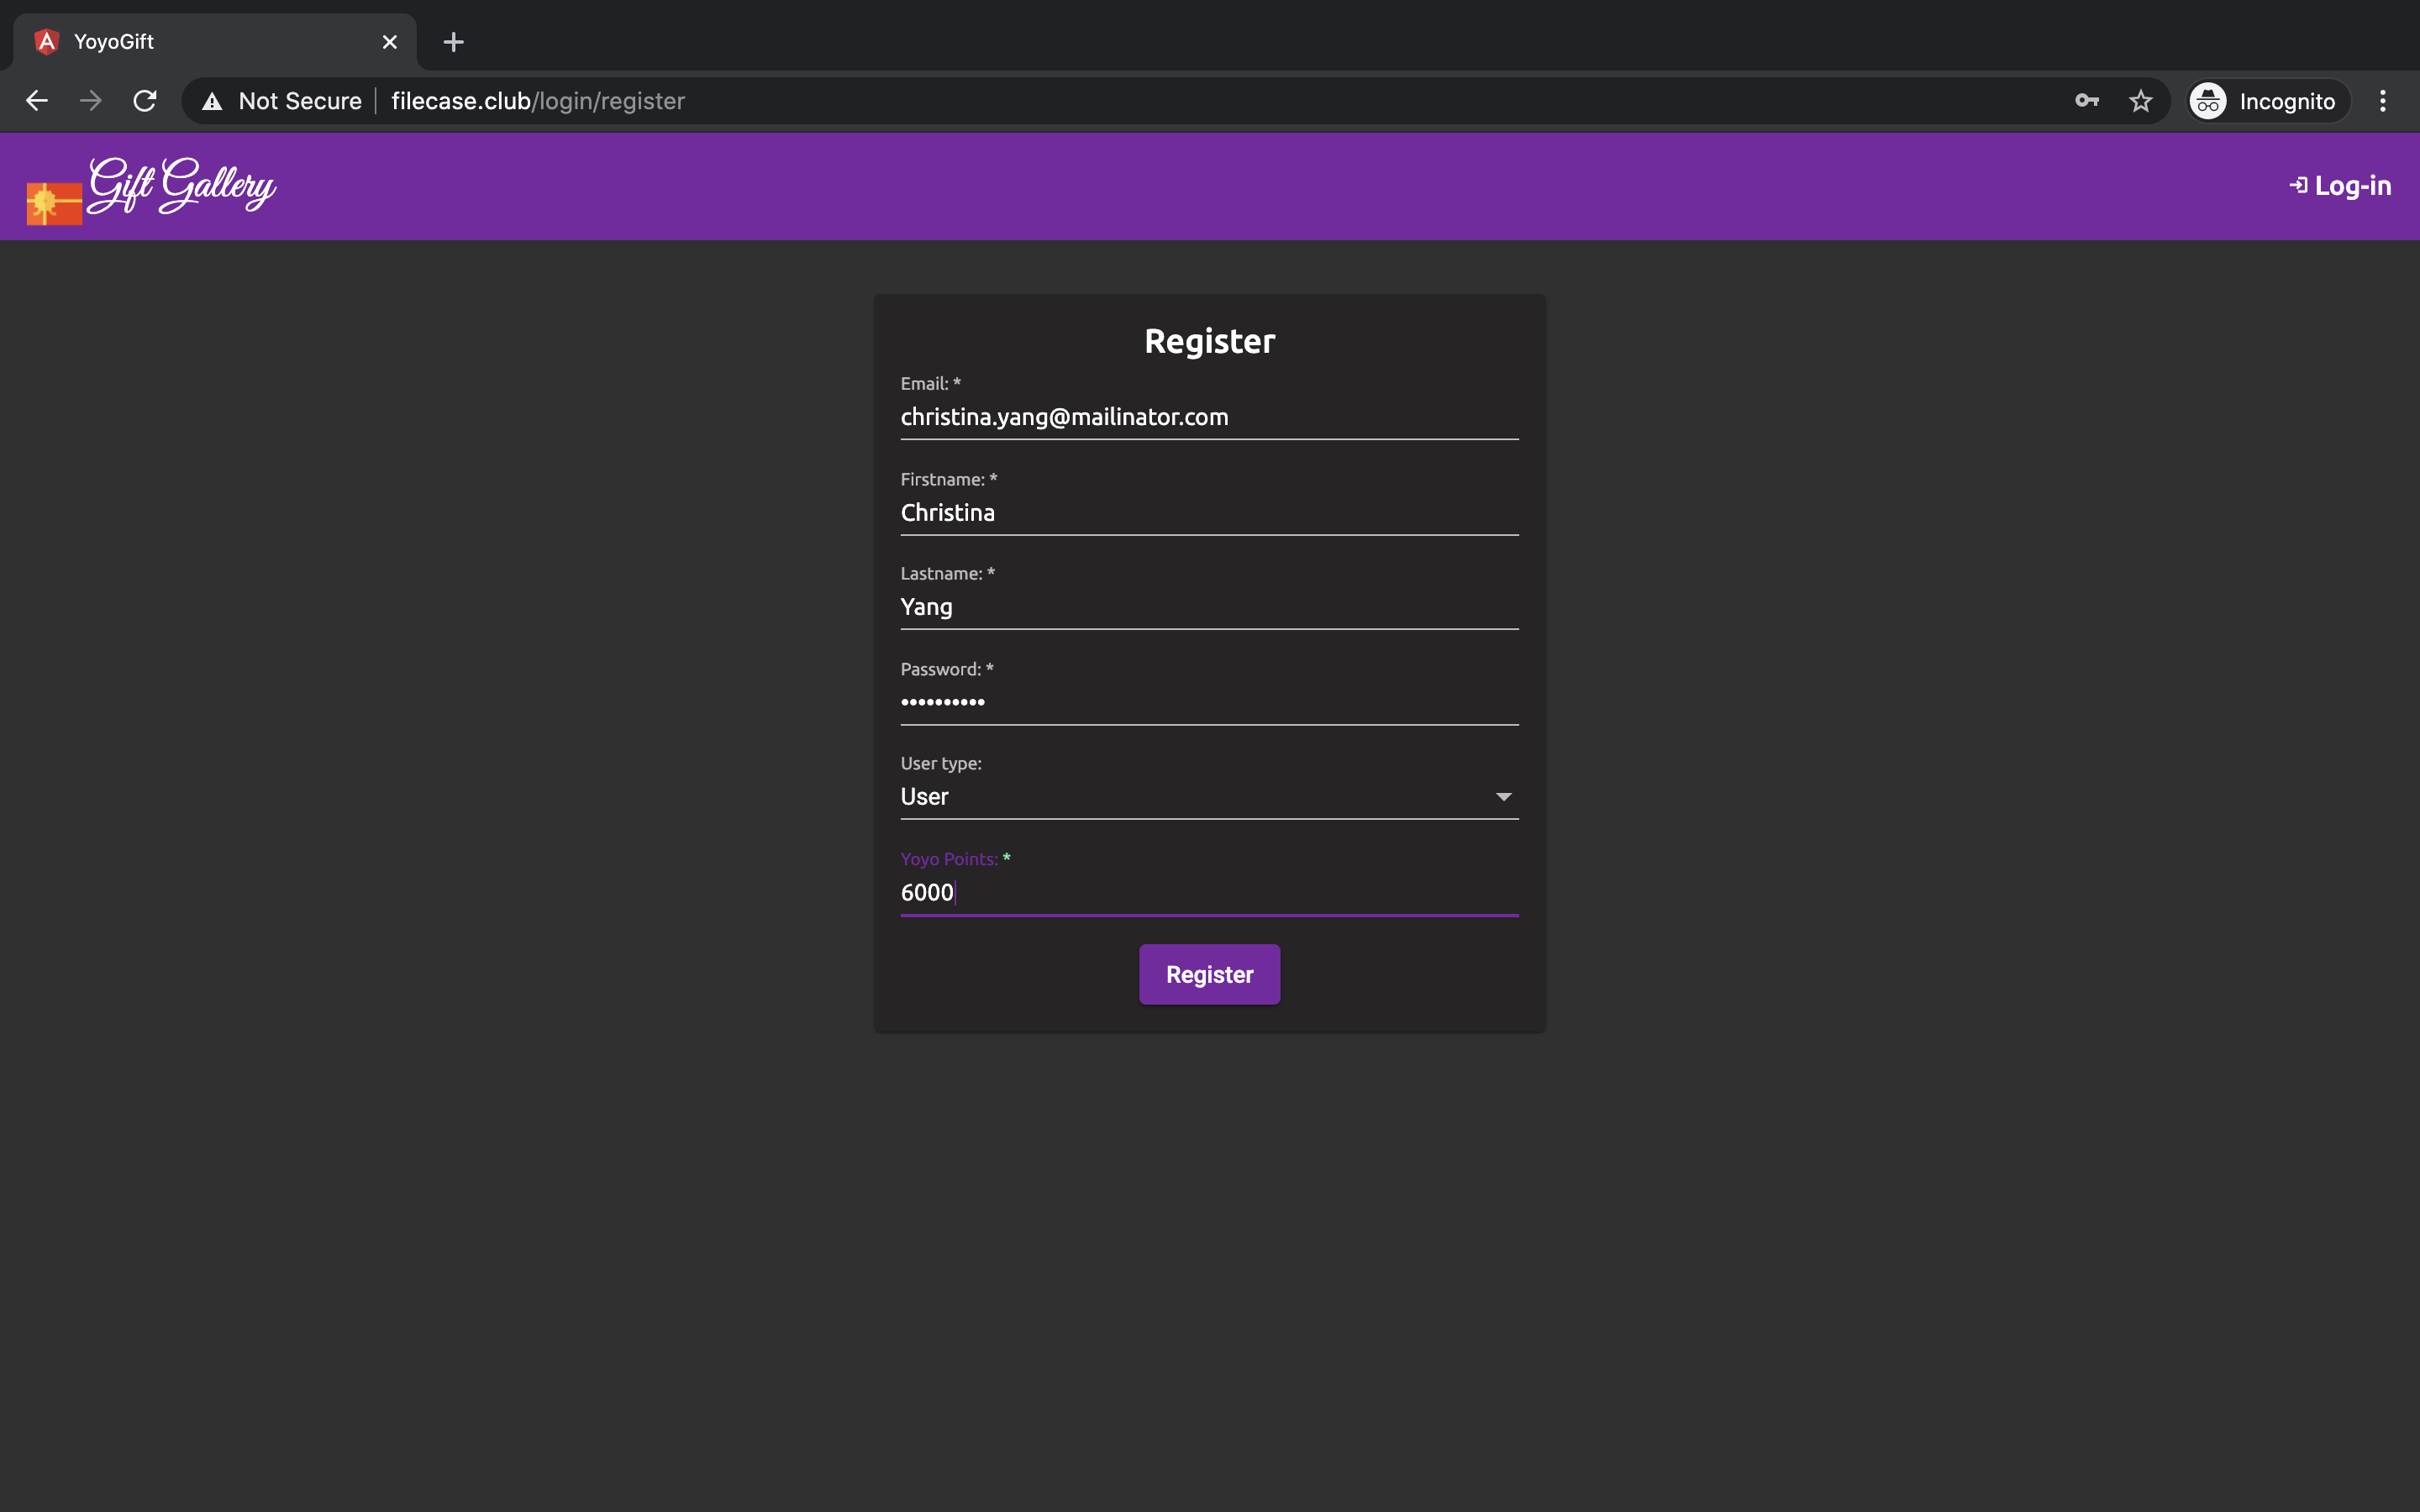 YoyoGift
Not Secure filecase.club/login/register Incognito
Gift Gallery
Log-in
Register
Email: *
christina.yang@mailinator.com
Firstname: *
Christina
Lastname: *
Yang
Password: *
••••••••••
User type:
User
Yoyo Points: *
6000
Register